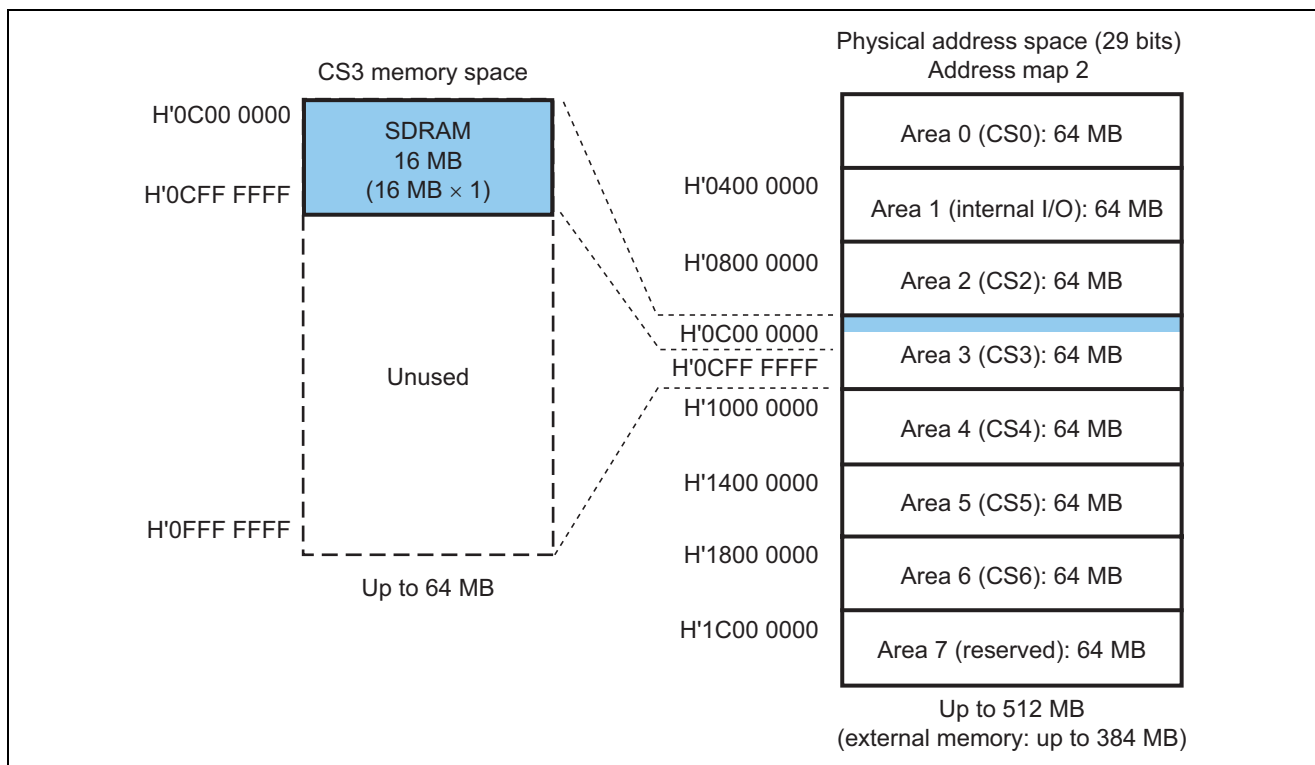 CS3 memory space
H'0C00 0000
SDRAM
16 MB
(16 MB × 1)
H'0CFF FFFF
Unused
H'0FFF FFFF
Up to 64 MB
Physical address space (29 bits)
Address map 2
Area 0 (CS0): 64 MB
H'0400 0000
Area 1 (internal I/O): 64 MB
H'0800 0000
Area 2 (CS2): 64 MB
H'0C00 0000
Area 3 (CS3): 64 MB
H'0CFF FFFF
H'1000 0000
Area 4 (CS4): 64 MB
H'1400 0000
Area 5 (CS5): 64 MB
H'1800 0000
Area 6 (CS6): 64 MB
H'1C00 0000
Area 7 (reserved): 64 MB
Up to 512 MB
(external memory: up to 384 MB)